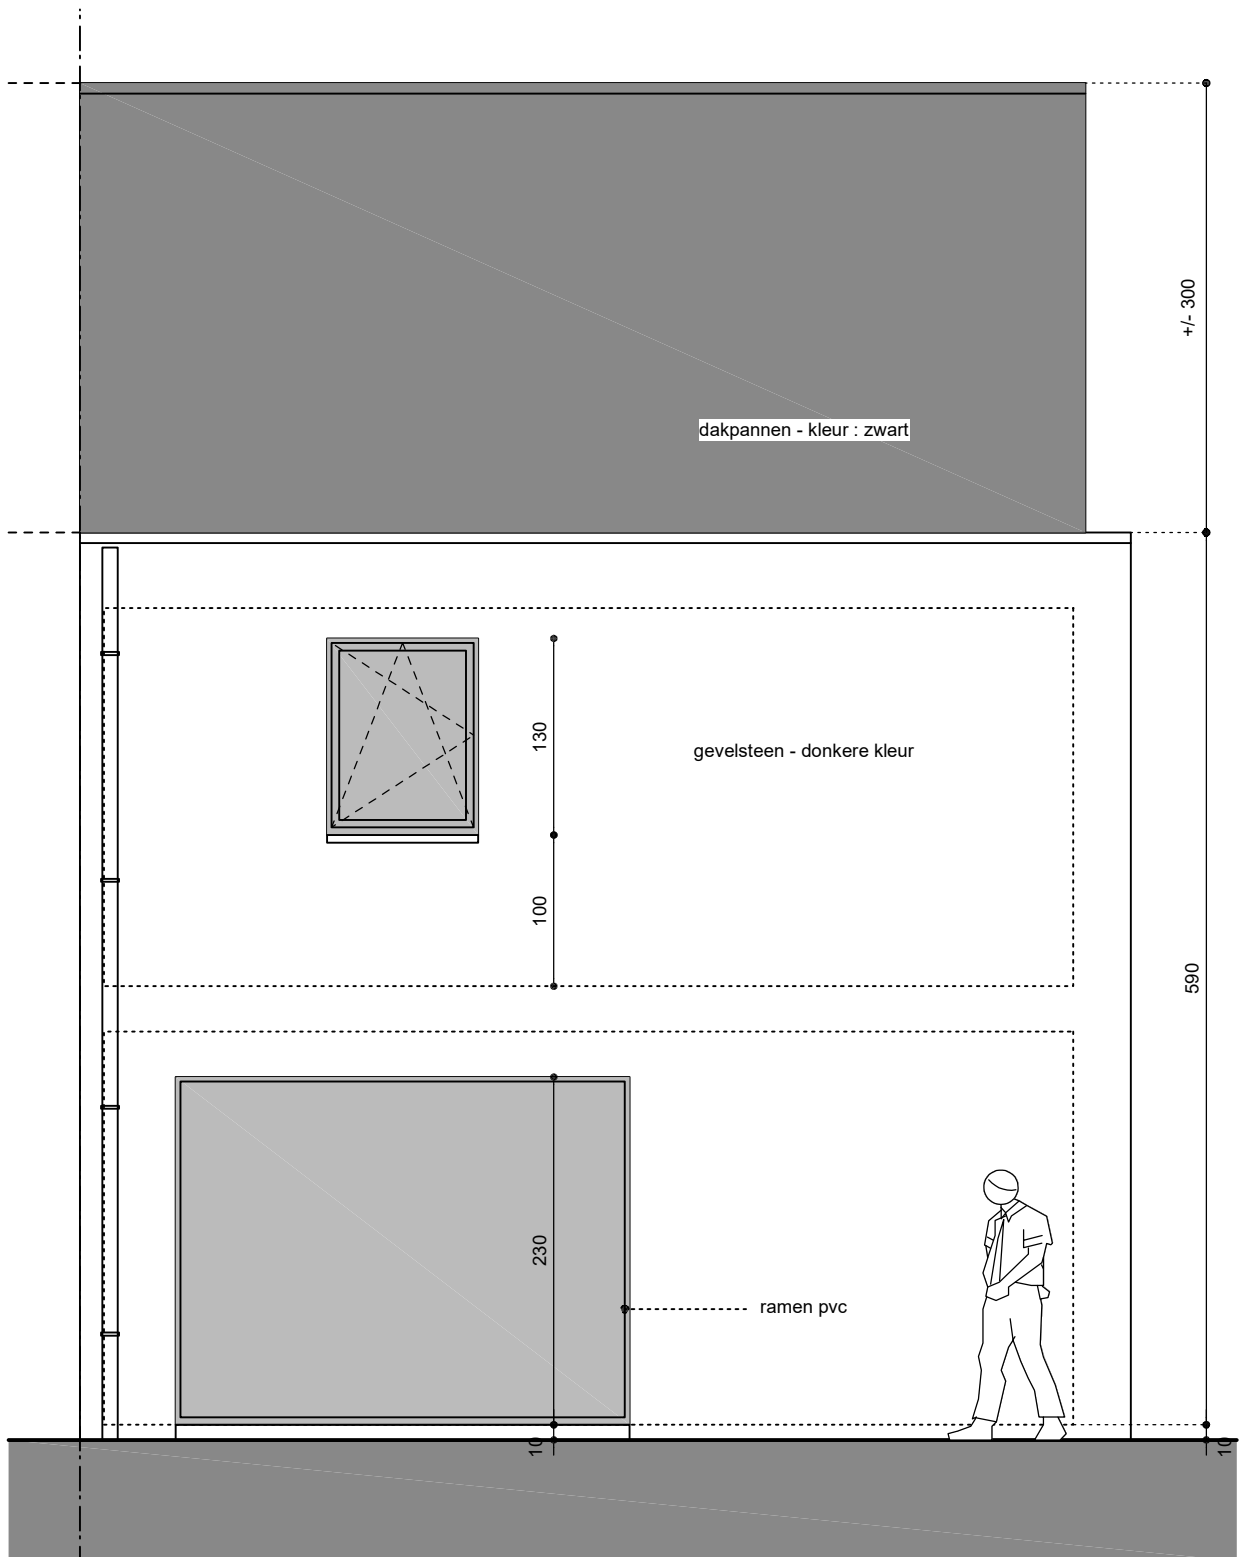 +/- 300
dakpannen - kleur : zwart
130
gevelsteen - donkere kleur
100
590
230
ramen pvc
10
10